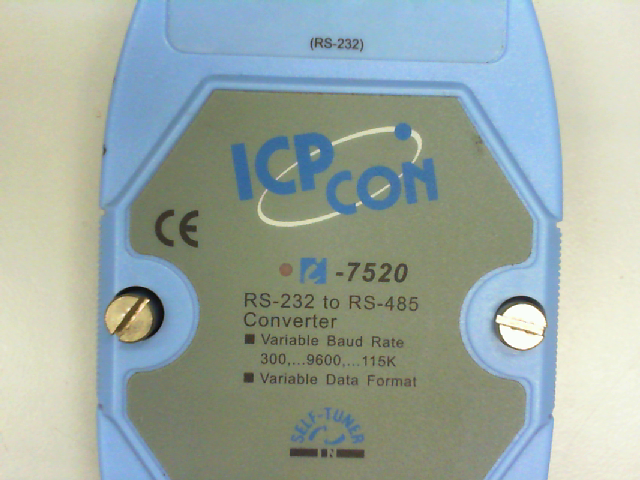 (RS-232)
ICP CON
CE
-7520
RS-232 to RS-485
Converter
■ Variable Baud Rate
300,...9600,...115K
■ Variable Data Format
SELF-TUNER
IN